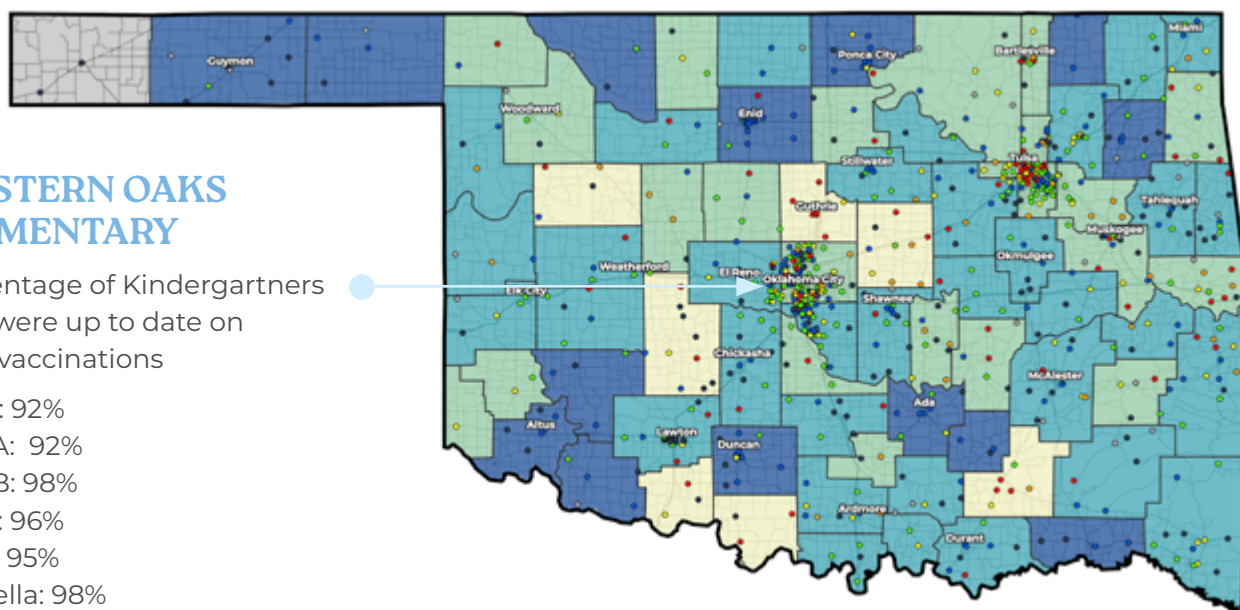 Guymon
Ponca City
Bartlesville
Miami
Woodward
Enid
Stillwater
Tulsa
STERN OAKS
MENTARY
Guthrie
Tahlequah
Muskogee
entage of Kindergartners
were up to date on
vaccinations
Weatherford
El Reno
Oklahoma City
Okmulgee
Elk City
Shawnee
Chickasha
McAlester
: 92%
A: 92%
B: 98%
: 96%
95%
ella: 98%
Altus
Lawton
Duncan
Ada
Ardmore
Durant